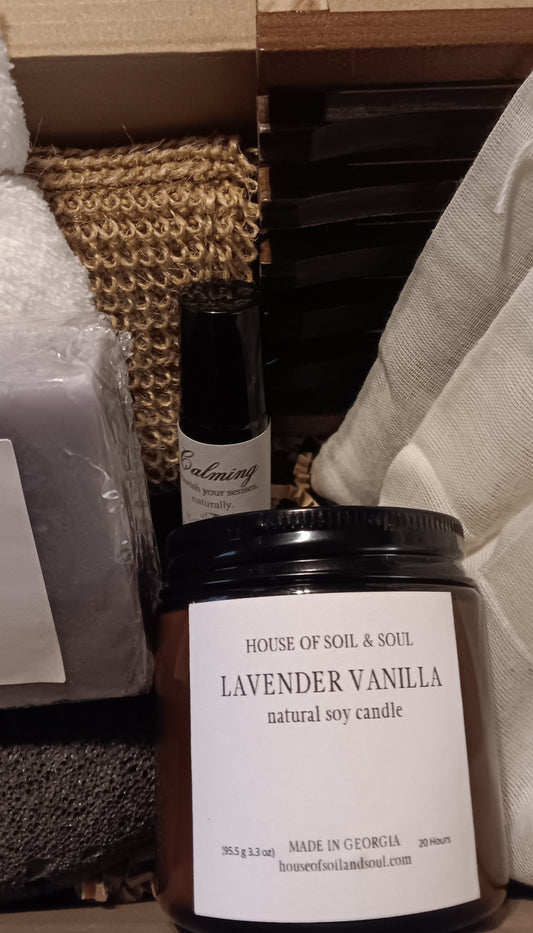 Calming
your senses,
naturally.
HOUSE OF SOIL & SOUL
LAVENDER VANILLA
natural soy candle
(95.5 g 3.3 oz) MADE IN GEORGIA 20 Hours
houseofsoilandsoul.com